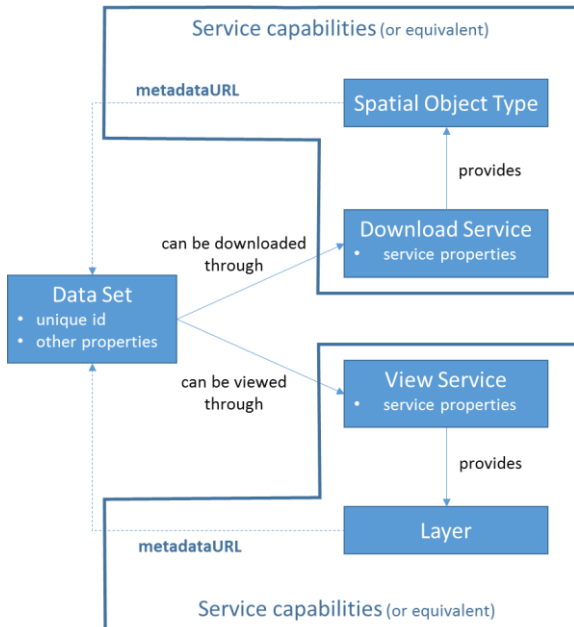 Service capabilities (or equivalent)
metadataURL
Spatial Object Type
provides
can be downloaded
through
Download Service
• service properties
Data Set
• unique id
• other properties
can be viewed
through
View Service
• service properties
provides
Layer
metadataURL
Service capabilities (or equivalent)